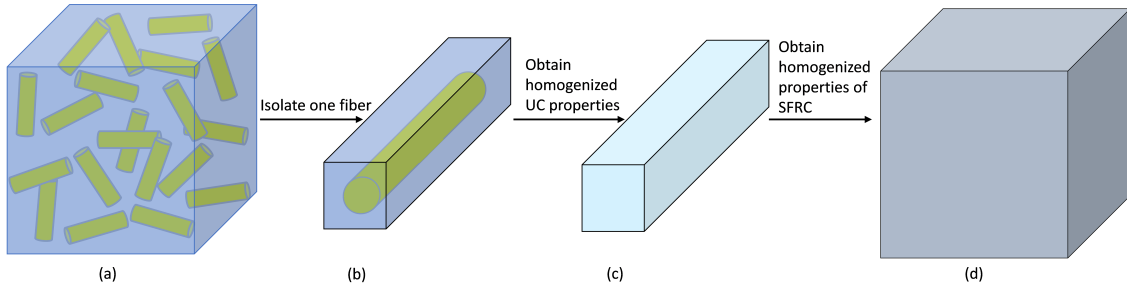 Isolate one fiber
Obtain
homogenized
UC properties
Obtain
homogenized
properties of
SFRC
(a)
(b)
(c)
(d)